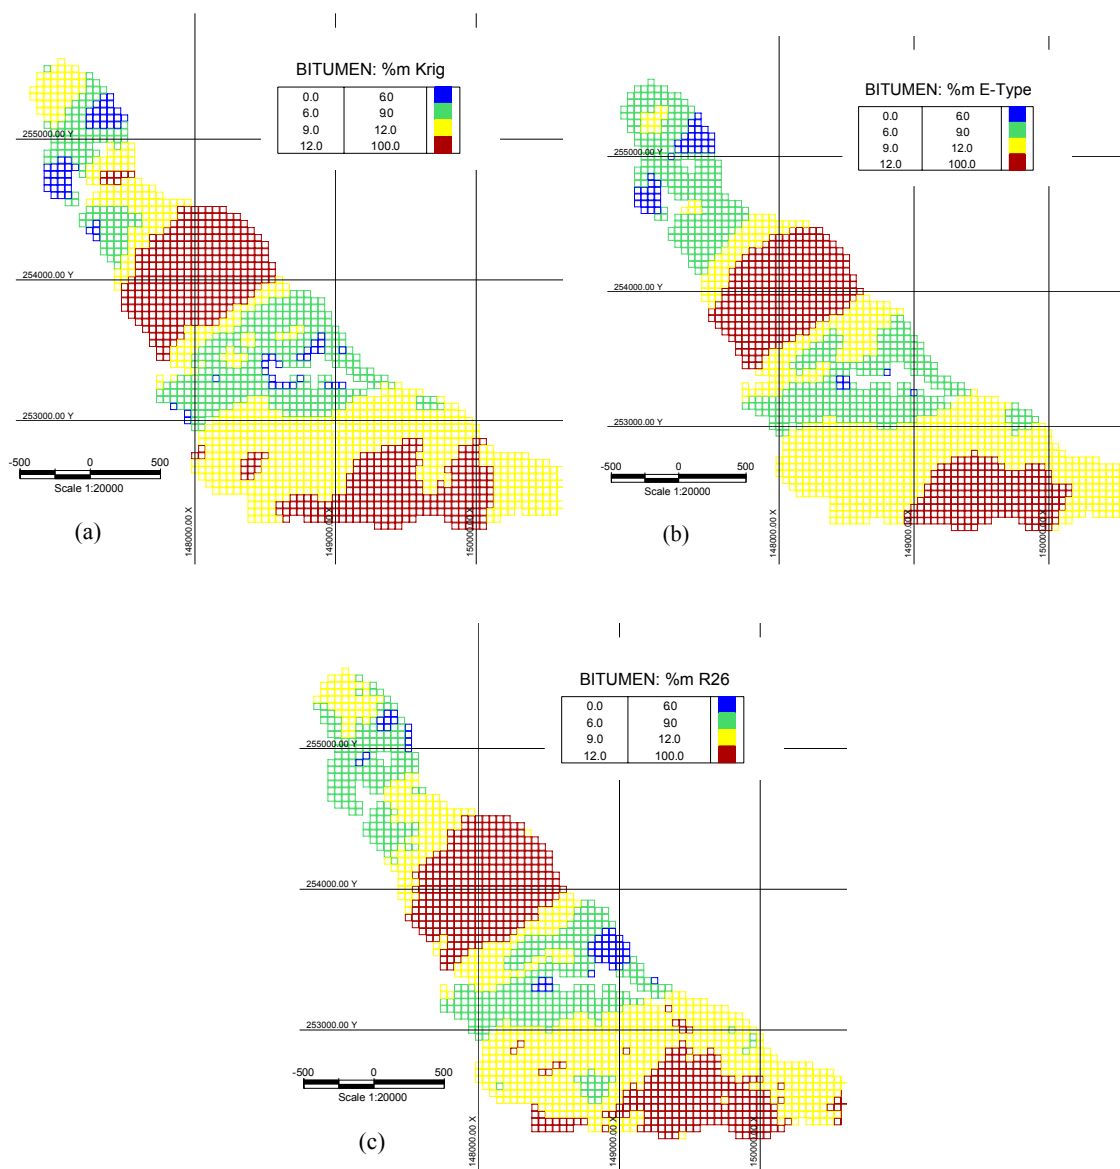 BITUMEN: %m Krig
0.0 6.0
6.0 9.0
9.0 12.0
12.0 100.0
255000.00 Y
254000.00 Y
253000.00 Y
-500 0 500
Scale 1:20000
148000.00 X
149000.00 X
150000.00 X
(a)
BITUMEN: %m E-Type
0.0 6.0
6.0 9.0
9.0 12.0
12.0 100.0
255000.00 Y
254000.00 Y
253000.00 Y
-500 0 500
Scale 1:20000
148000.00 X
149000.00 X
150000.00 X
(b)
BITUMEN: %m R26
0.0 6.0
6.0 9.0
9.0 12.0
12.0 100.0
255000.00 Y
254000.00 Y
253000.00 Y
-500 0 500
Scale 1:20000
148000.00 X
149000.00 X
150000.00 X
(c)